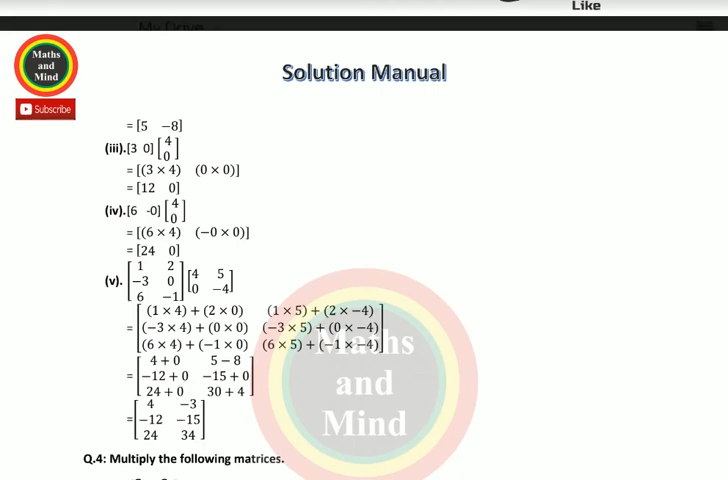 Like
My Drive
Maths
and
Mind
Subscribe
Solution Manual
= [5 −8]
(iii).[3 0] [4
0]
= [(3 × 4) (0 × 0)]
= [12 0]
(iv).[6 -0] [4
0]
= [(6 × 4) (−0 × 0)]
= [24 0]
(v). [1 2
−3 0
6 −1] [4 5
0 −4]
= [(1 × 4) + (2 × 0) (1 × 5) + (2 × −4)
(−3 × 4) + (0 × 0) (−3 × 5) + (0 × −4)
(6 × 4) + (−1 × 0) (6 × 5) + (−1 × −4)]
= [4 + 0 5 − 8
−12 + 0 −15 + 0
24 + 0 30 + 4]
= [4 −3
−12 −15
24 34]
Maths
and
Mind
Q.4: Multiply the following matrices.